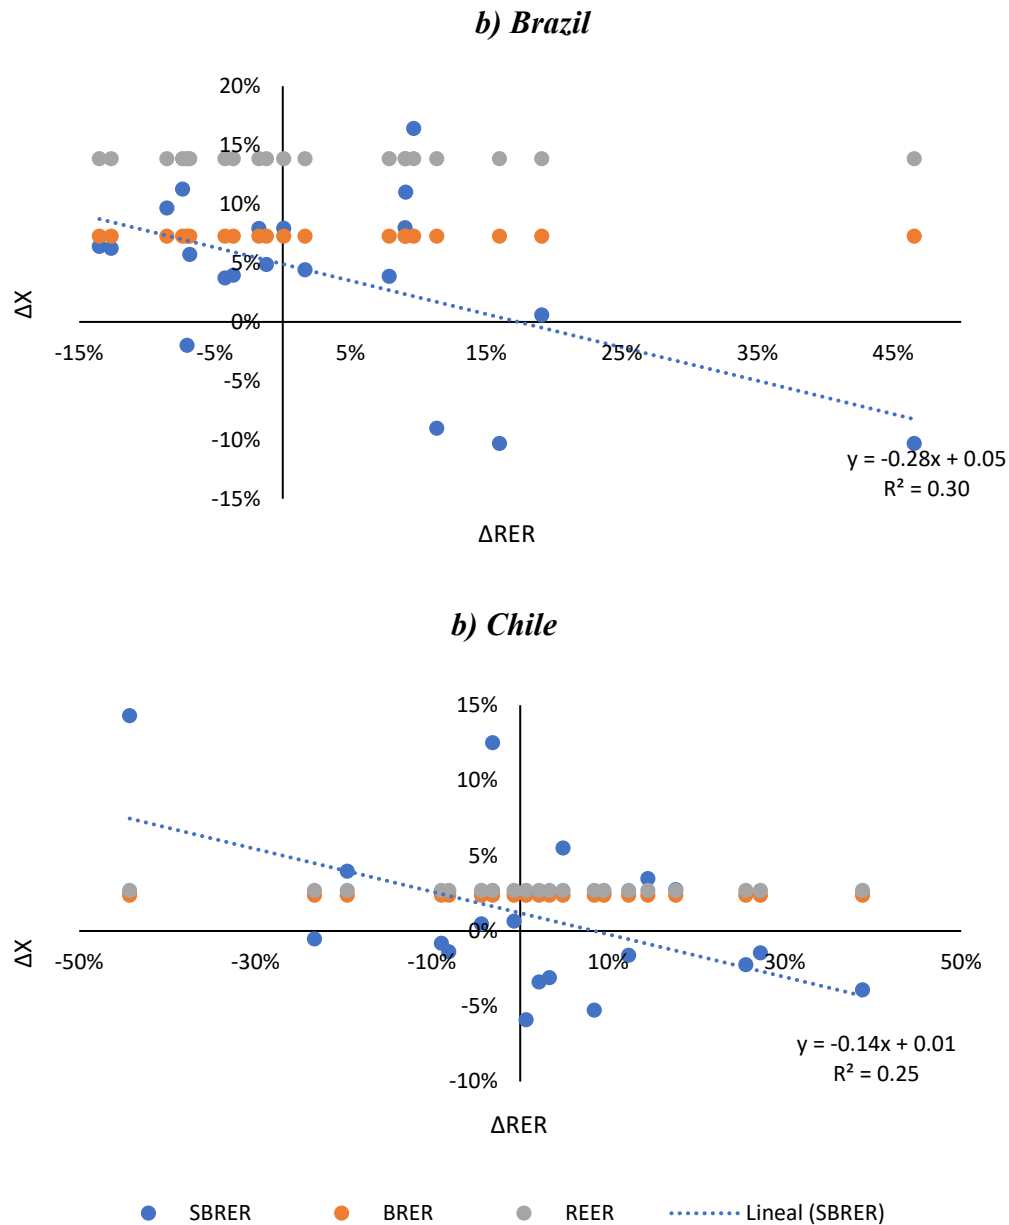 b) Brazil
20%
15%
10%
5%
0%
-5%
-10%
-15%
-15% -5% 5% 15% 25% 35% 45%
ΔX
y = -0.28x + 0.05
R² = 0.30
ΔRER
b) Chile
15%
10%
5%
0%
-5%
-10%
-50% -30% -10% 10% 30% 50%
ΔX
y = -0.14x + 0.01
R² = 0.25
ΔRER
SBRER BRER REER Lineal (SBRER)